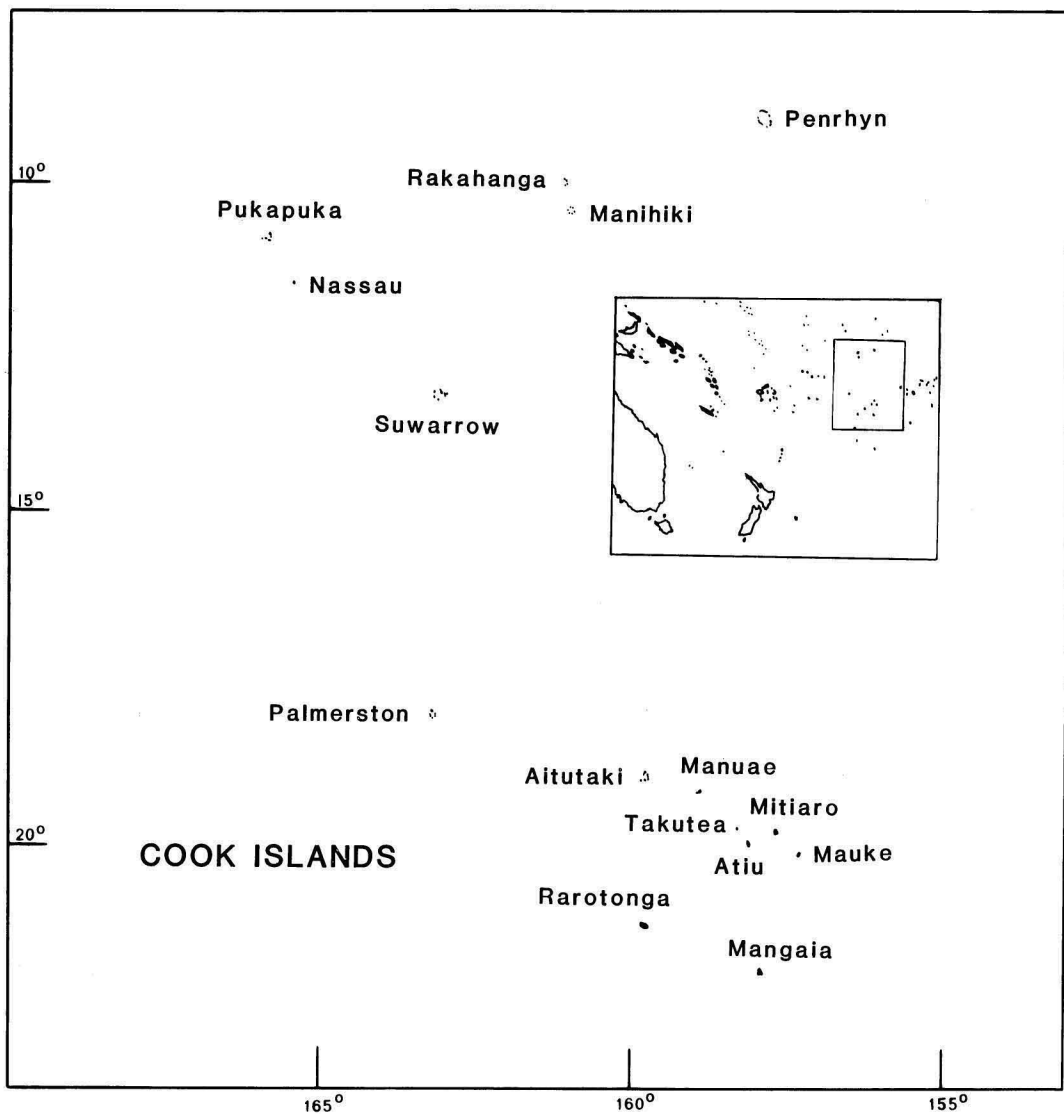 Penrhyn
10°
Rakahanga
Manihiki
Pukapuka
Nassau
Suwarrow
15°
Palmerston
Aitutaki
Manuae
Mitiaro
Takutea
20°
COOK ISLANDS
Atiu
Mauke
Rarotonga
Mangaia
165°
160°
155°